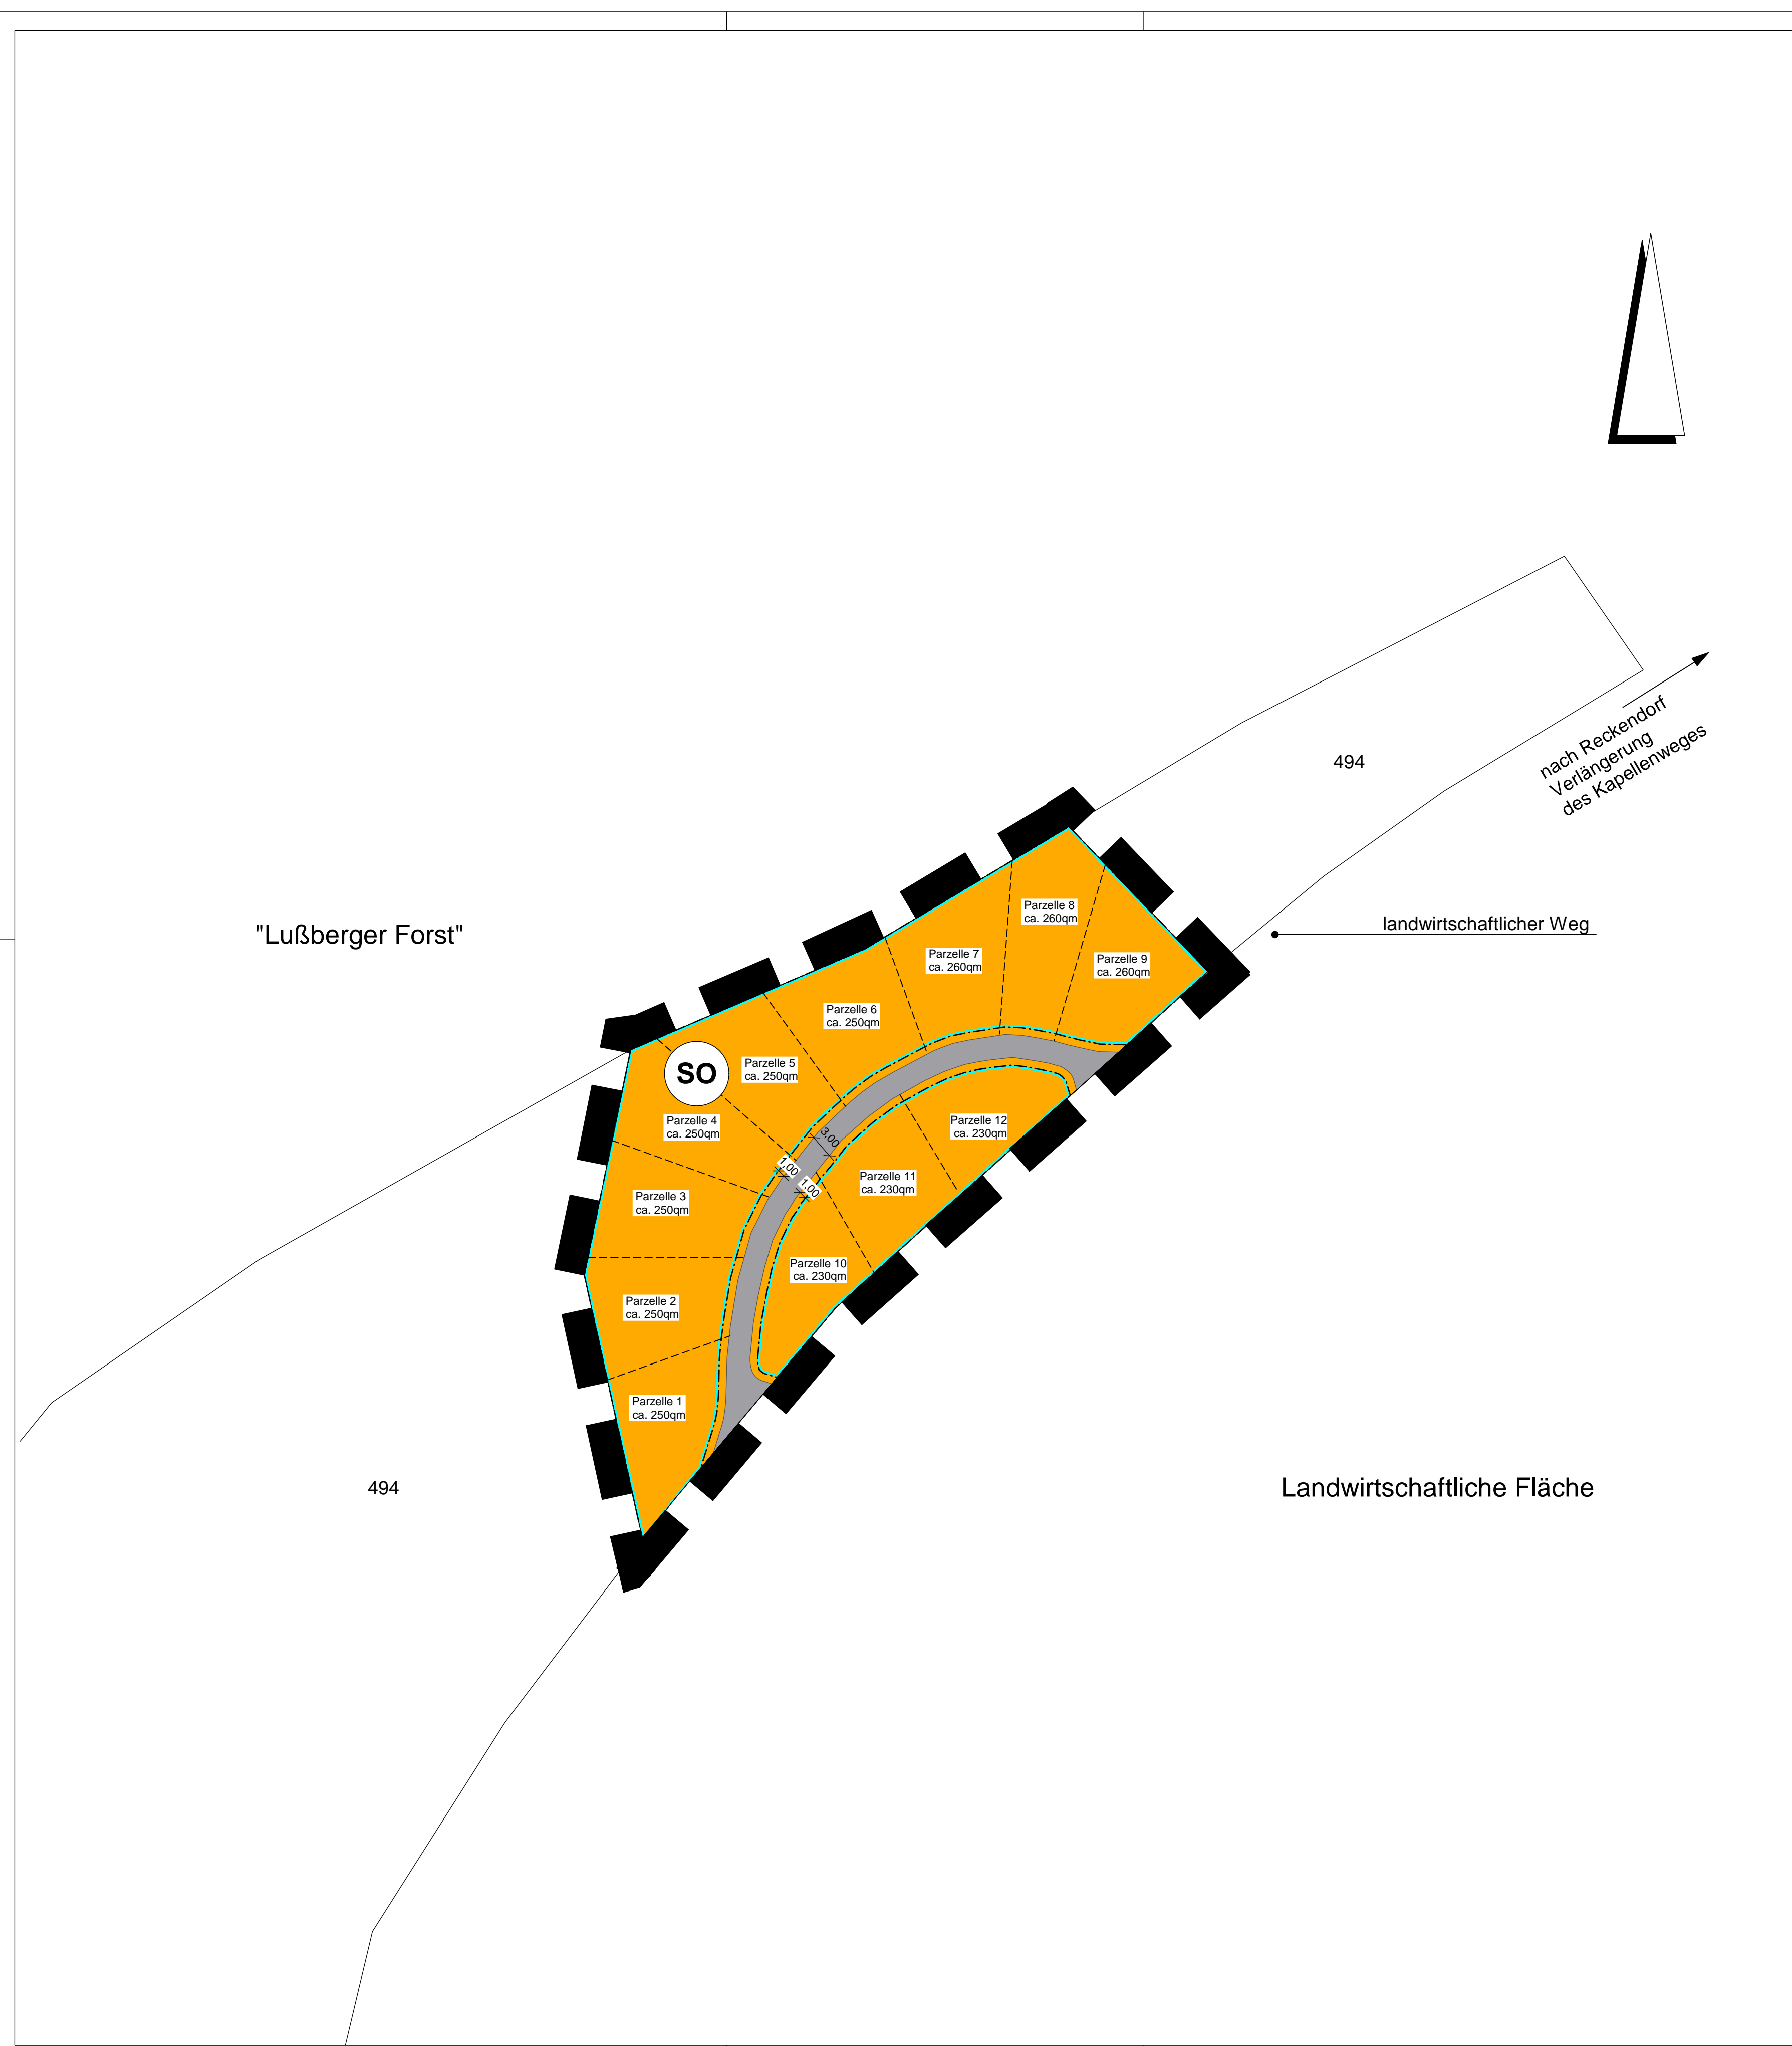 nach Reckendorf
Verlängerung
des Kapellenweges
494
"Lußberger Forst"
landwirtschaftlicher Weg
Parzelle 8
ca. 260qm
Parzelle 7
ca. 260qm
Parzelle 9
ca. 260qm
Parzelle 6
ca. 250qm
SO
Parzelle 5
ca. 250qm
Parzelle 4
ca. 250qm
Parzelle 12
ca. 230qm
3,00
1,00
1,00
Parzelle 11
ca. 230qm
Parzelle 3
ca. 250qm
Parzelle 10
ca. 230qm
Parzelle 2
ca. 250qm
Parzelle 1
ca. 250qm
494
Landwirtschaftliche Fläche